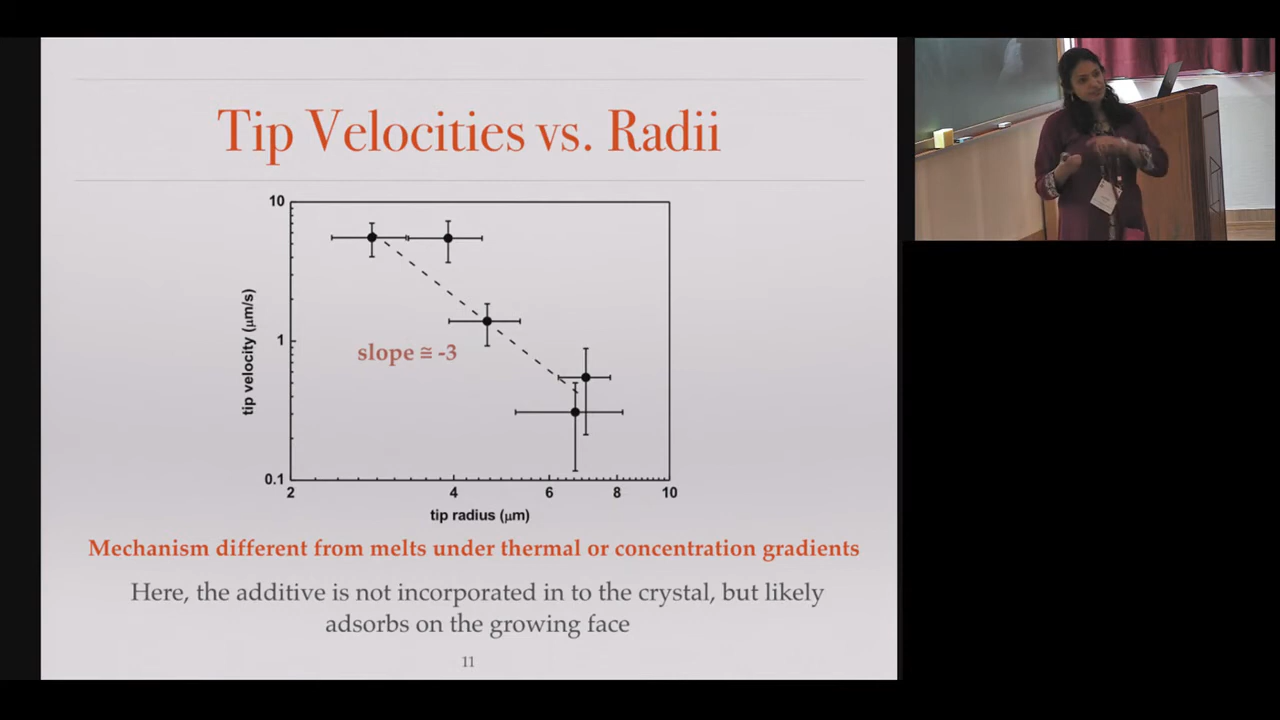 Tip Velocities vs. Radii
10
1
0.1
tip velocity (μm/s)
slope ≅ -3
2
4
6
8
10
tip radius (μm)
Mechanism different from melts under thermal or concentration gradients
Here, the additive is not incorporated in to the crystal, but likely
adsorbs on the growing face
11